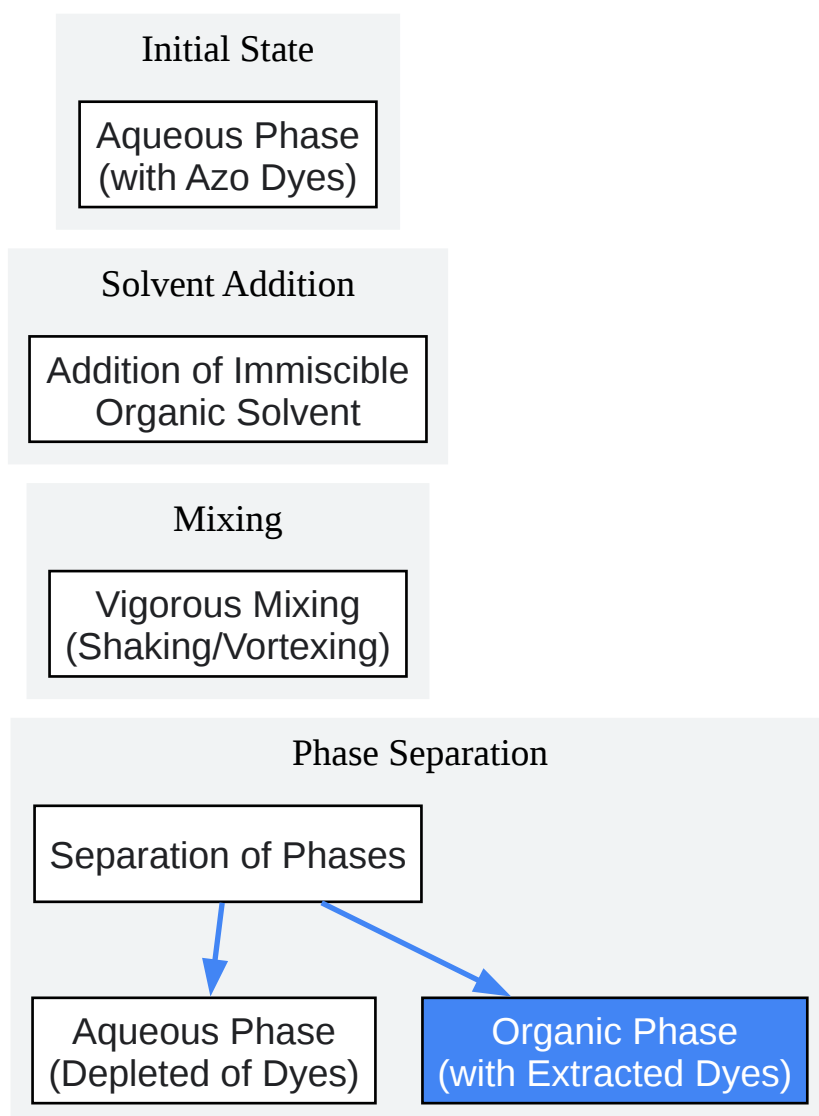 Initial State
Aqueous Phase
(with Azo Dyes)
Solvent Addition
Addition of Immiscible
Organic Solvent
Mixing
Vigorous Mixing
(Shaking/Vortexing)
Phase Separation
Separation of Phases
Aqueous Phase
(Depleted of Dyes)
Organic Phase
(with Extracted Dyes)